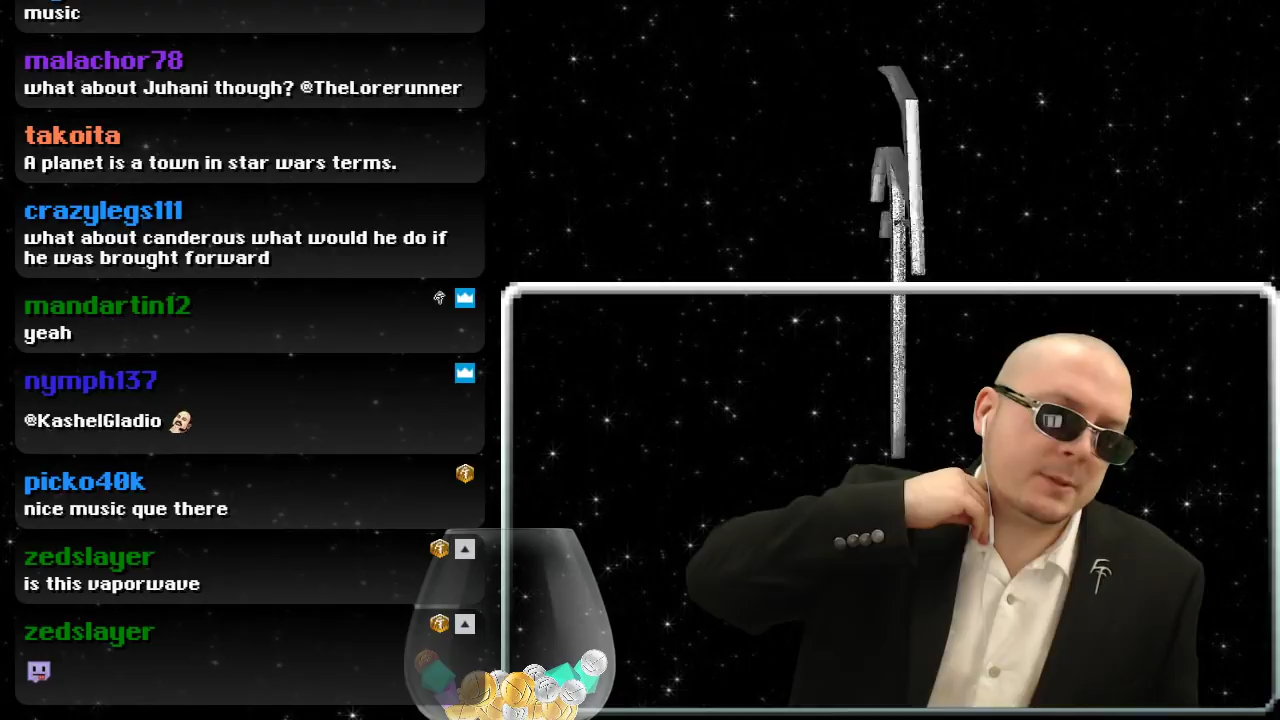 music
malachor78
what about Juhani though? @TheLorerunner
takoita
A planet is a town in star wars terms.
crazylegs111
what about canderous what would he do if
he was brought forward
mandartin12
yeah
nymph137
@KashelGladio
picko40k
nice music que there
zedslayer
is this vaporwave
zedslayer